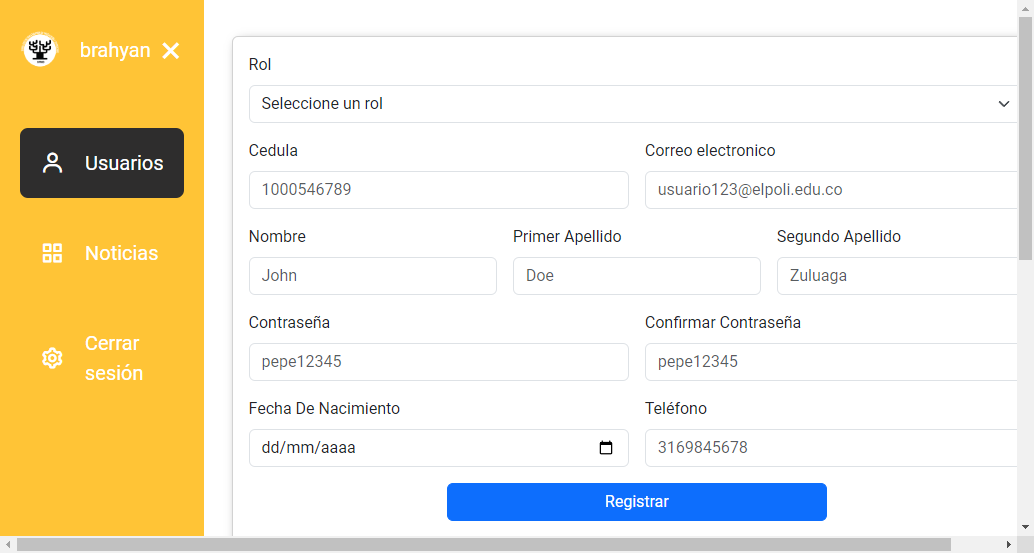 brahyan
Usuarios
Noticias
Cerrar
sesión
Rol
Seleccione un rol
Cedula
Correo electronico
1000546789
usuario123@elpoli.edu.co
Nombre
Primer Apellido
Segundo Apellido
John
Doe
Zuluaga
Contraseña
Confirmar Contraseña
pepe12345
pepe12345
Fecha De Nacimiento
Teléfono
dd/mm/aaaa
3169845678
Registrar